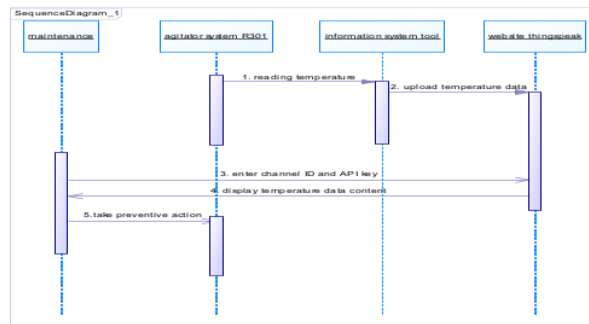 SequenceDiagram_1
maintenance
agitator system R301
information system tool
website thingspeak
1. reading temperature
2. upload temperature data
3. enter channel ID and API key
4. display temperature data content
5.take preventive action